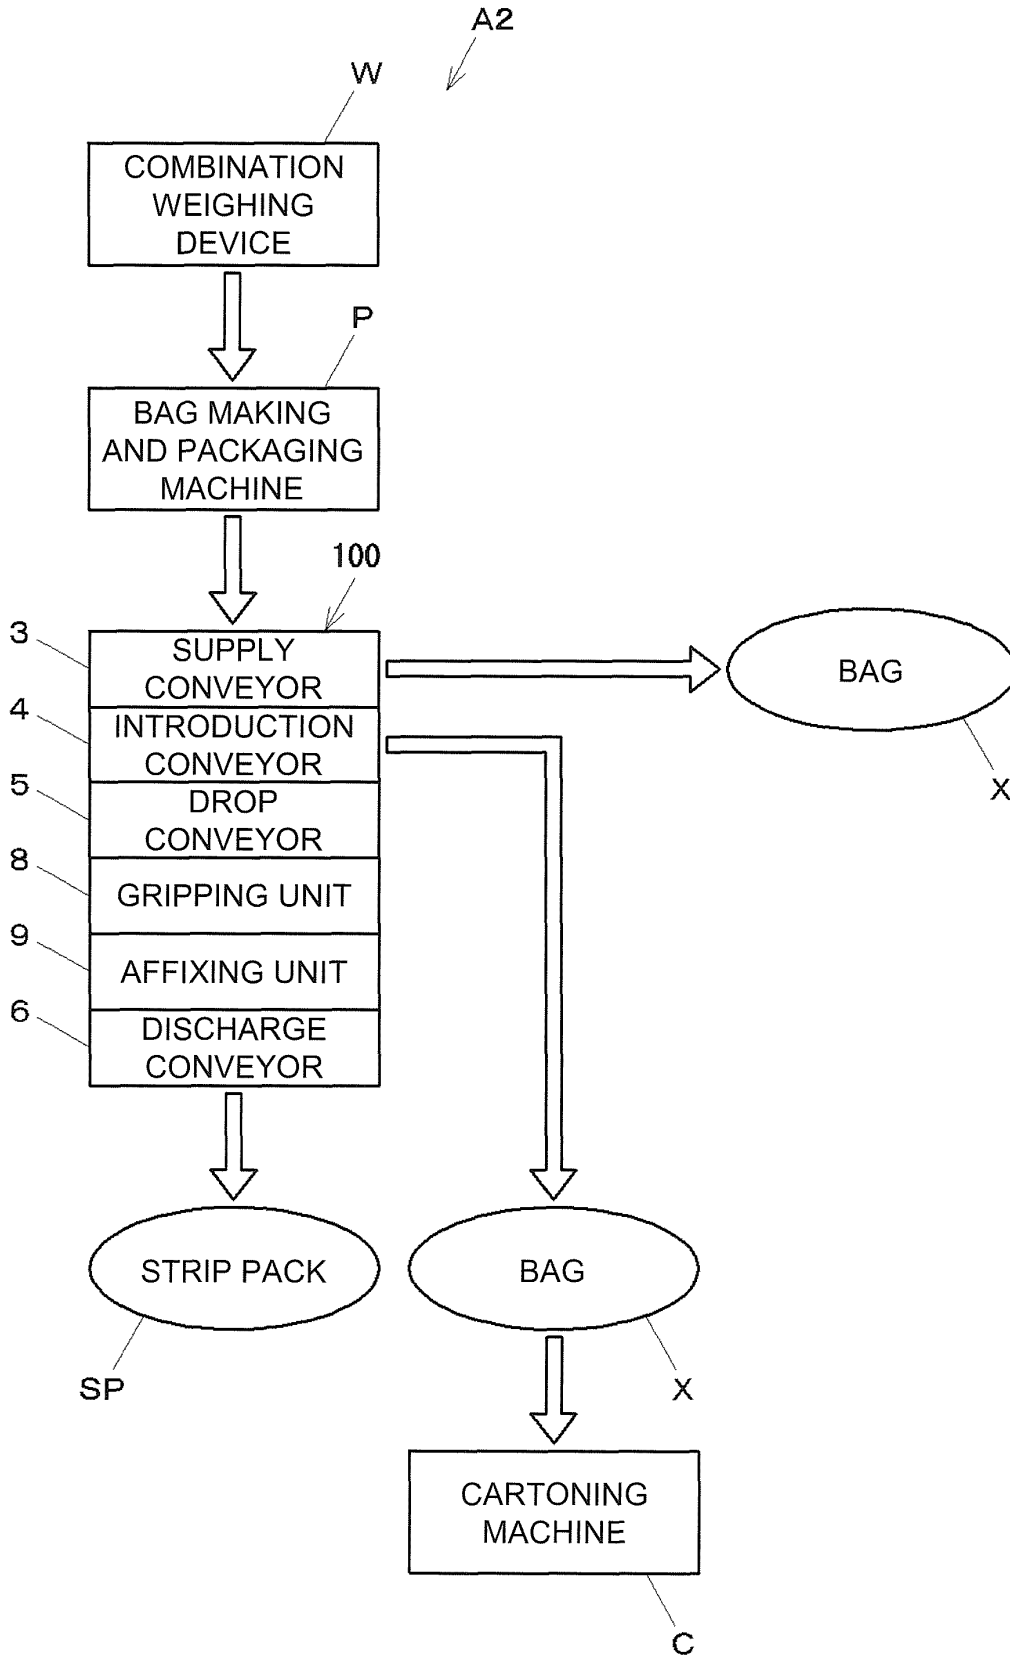 A2
W
COMBINATION
WEIGHING
DEVICE
P
BAG MAKING
AND PACKAGING
MACHINE
100
3
SUPPLY
CONVEYOR
BAG
X
4
INTRODUCTION
CONVEYOR
5
DROP
CONVEYOR
8
GRIPPING UNIT
9
AFFIXING UNIT
6
DISCHARGE
CONVEYOR
STRIP PACK
SP
BAG
X
CARTONING
MACHINE
C